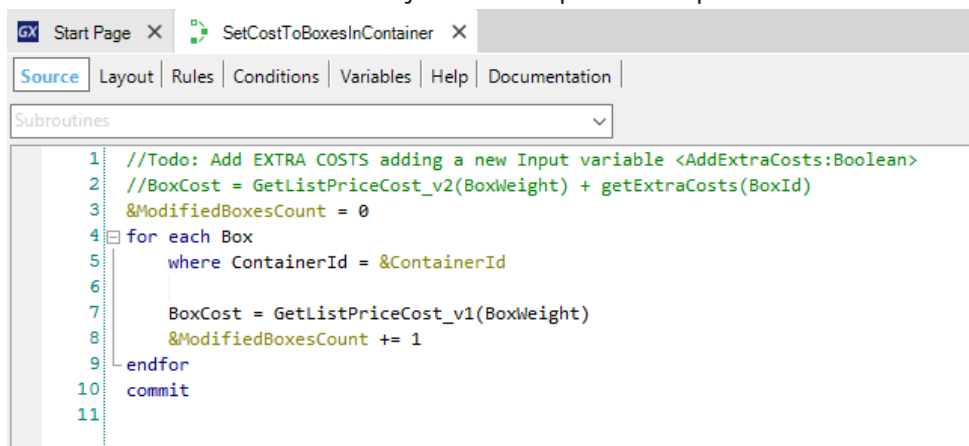 GX Start Page X SetCostToBoxesInContainer X
Source Layout Rules Conditions Variables Help Documentation
Subroutines
1 //Todo: Add EXTRA COSTS adding a new Input variable <AddExtraCosts:Boolean>
2 //BoxCost = GetListPriceCost_v2(BoxWeight) + getExtraCosts(BoxId)
3 &ModifiedBoxesCount = 0
4 for each Box
5 where ContainerId = &ContainerId
6
7 BoxCost = GetListPriceCost_v1(BoxWeight)
8 &ModifiedBoxesCount += 1
9 endfor
10 commit
11